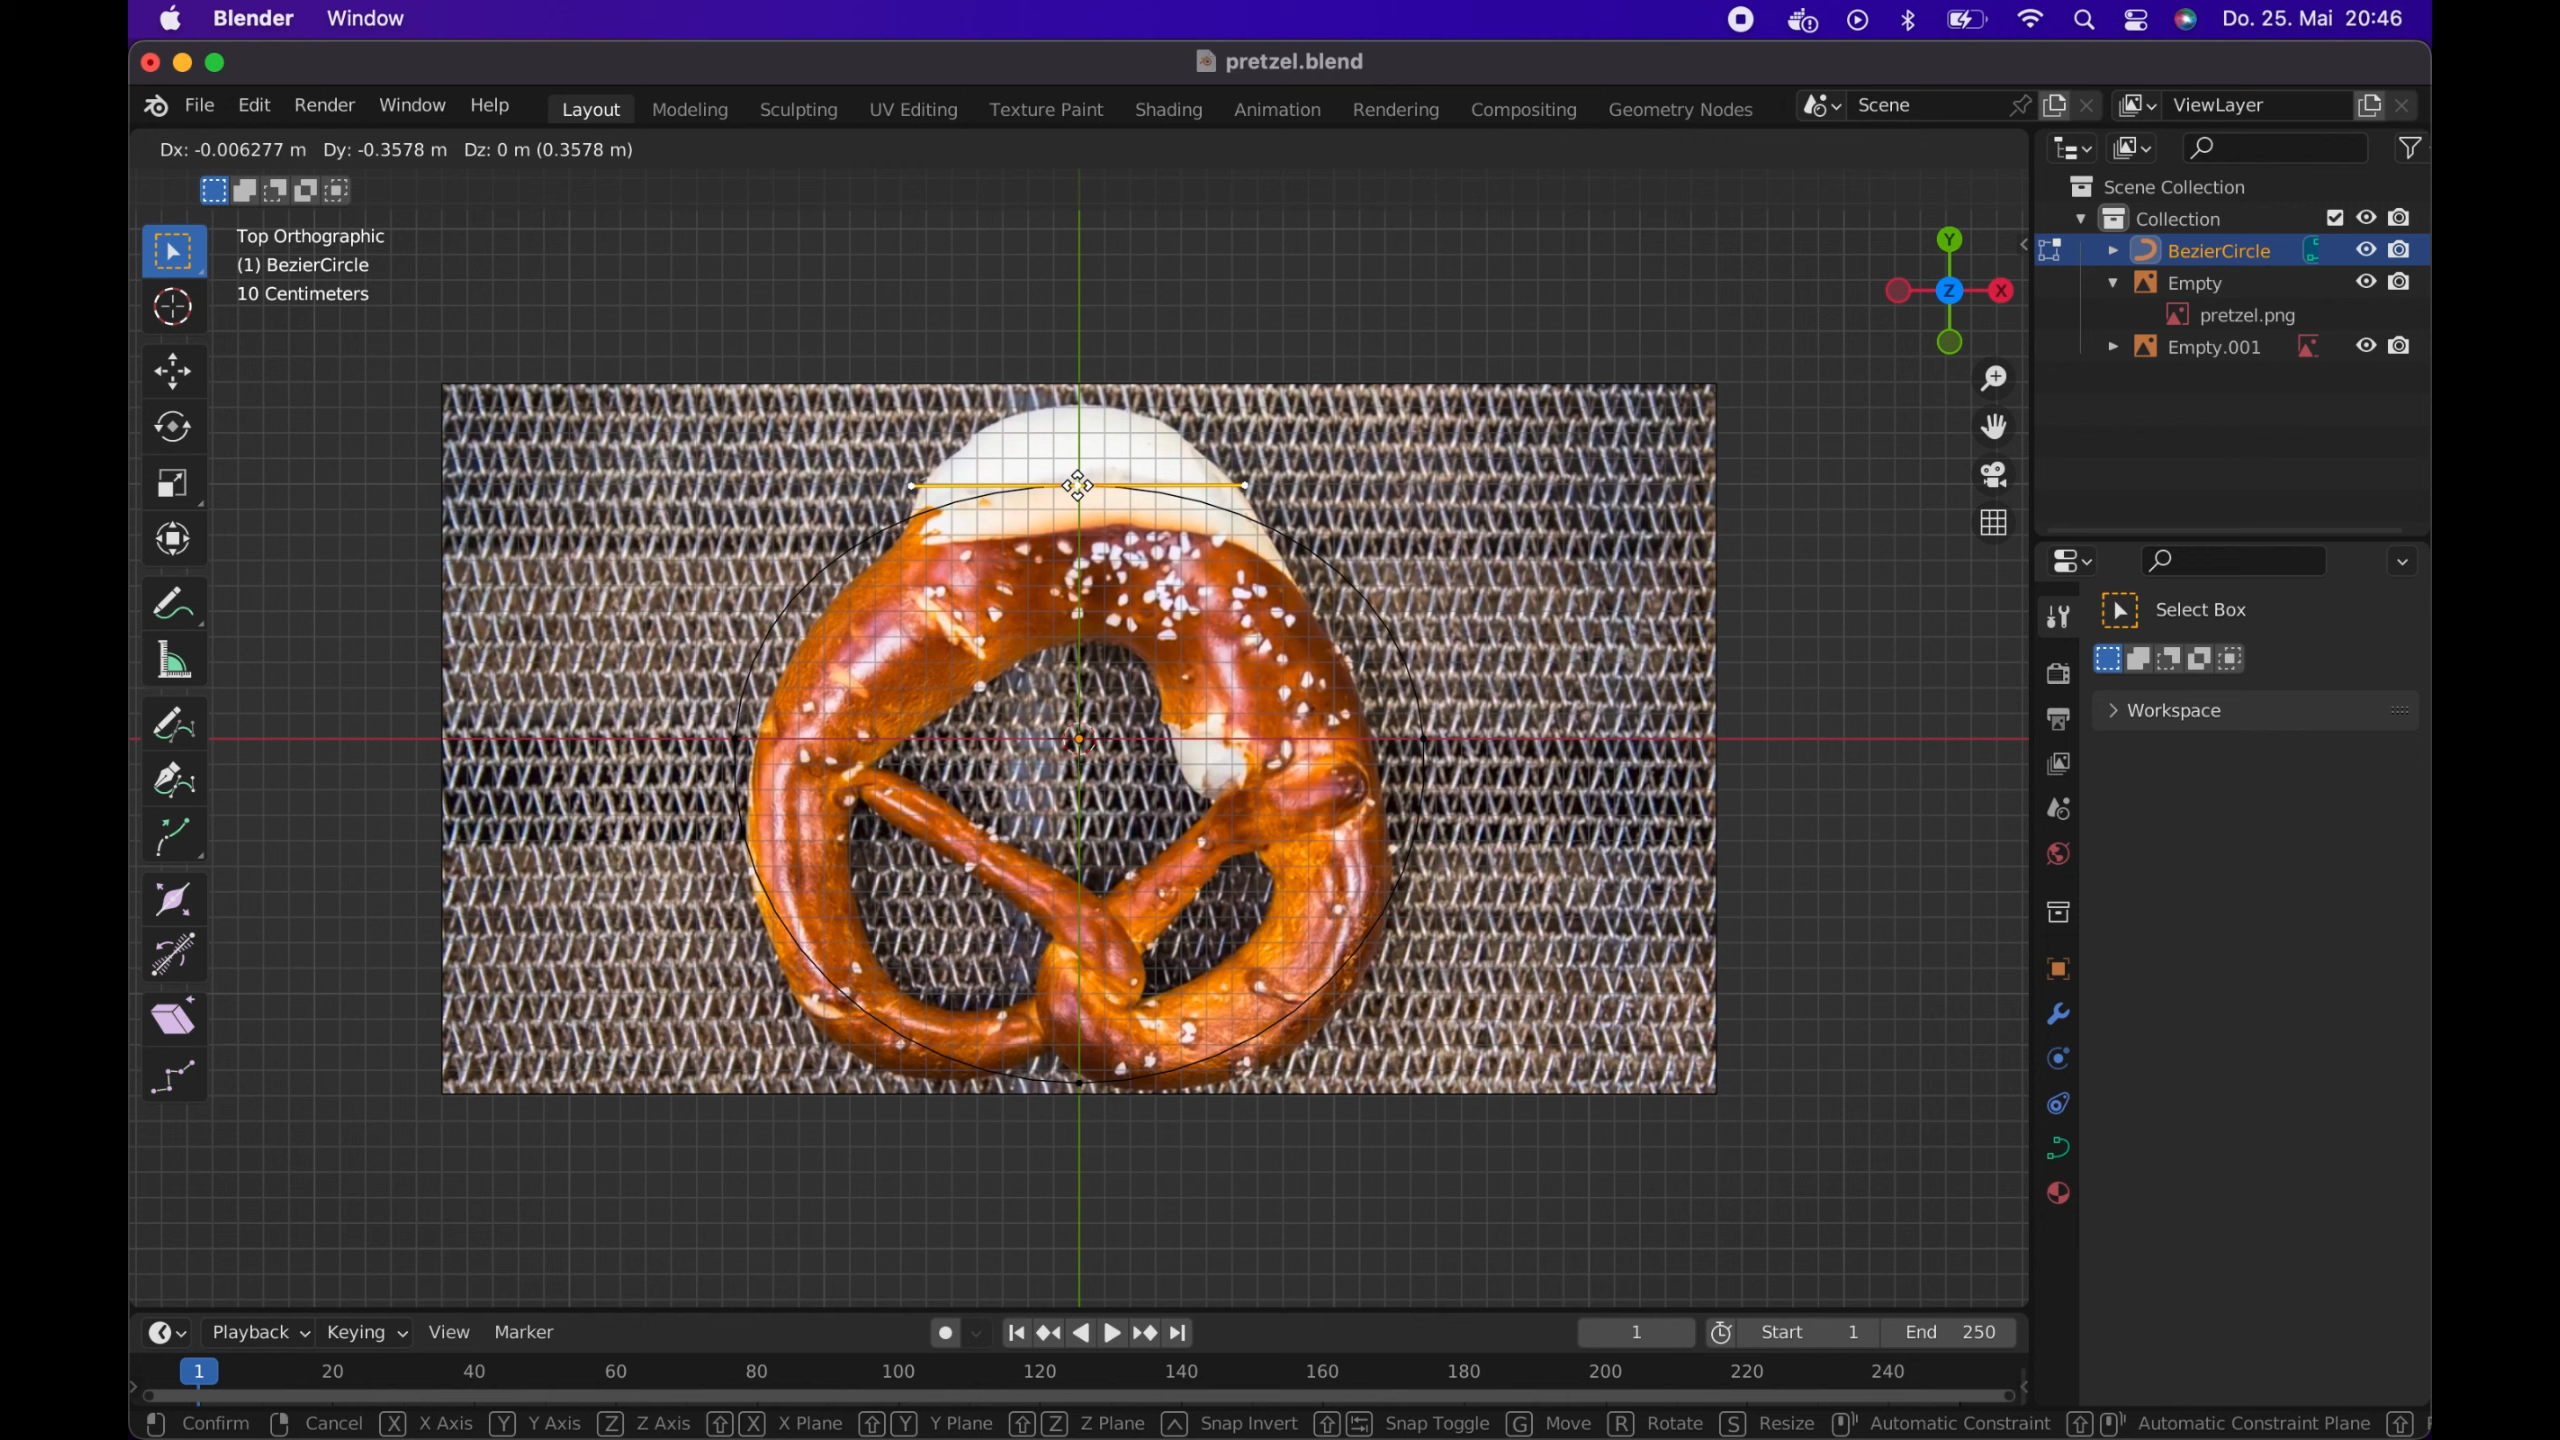 Blender Window Do. 25. Mai 20:46
pretzel.blend
File Edit Render Window Help Layout Modeling Sculpting UV Editing Texture Paint Shading Animation Rendering Compositing Geometry Nodes Scene ViewLayer
Dx: -0.006277 m Dy: -0.3578 m Dz: 0 m (0.3578 m)
Scene Collection
Collection
BezierCircle
Empty
pretzel.png
Empty.001
Top Orthographic
(1) BezierCircle
10 Centimeters
Y
Z X
Select Box
Workspace
Playback Keying View Marker 1 Start 1 End 250
1 20 40 60 80 100 120 140 160 180 200 220 240
Confirm Cancel X X Axis Y Y Axis Z Z Axis X X Plane Y Y Plane Z Z Plane Snap Invert Snap Toggle G Move R Rotate S Resize Automatic Constraint Automatic Constraint Plane